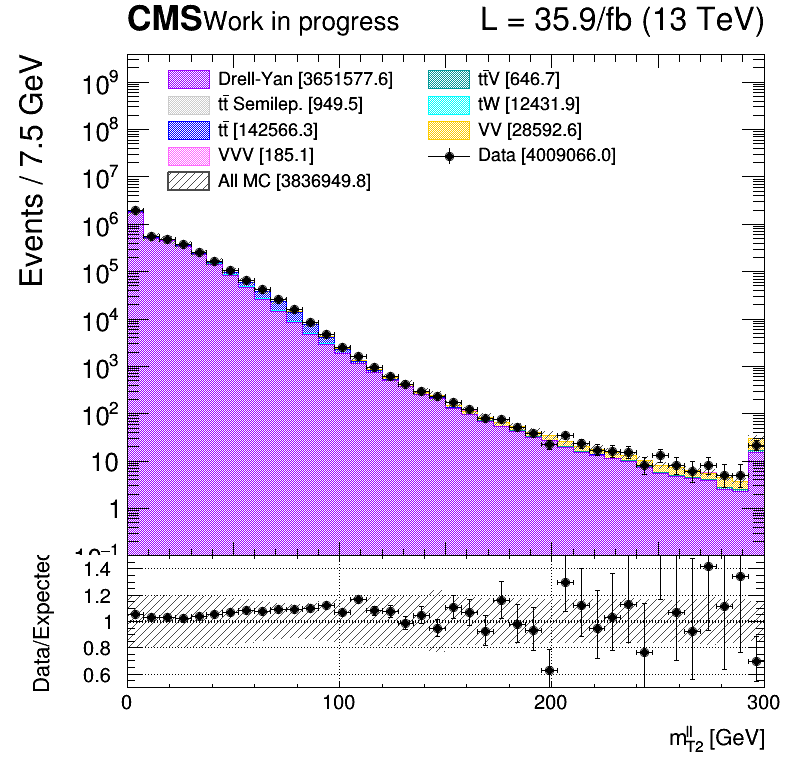 CMS Work in progress L = 35.9/fb (13 TeV)
Events / 7.5 GeV
Drell-Yan [3651577.6]
tt̄ Semilep. [949.5]
tt̄ [142566.3]
VVV [185.1]
All MC [3836949.8]
tt̄V [646.7]
tW [12431.9]
VV [28592.6]
Data [4009066.0]
10⁹
10⁸
10⁷
10⁶
10⁵
10⁴
10³
10²
10
1
10⁻¹
Data/Expected
1.4
1.2
1
0.8
0.6
0 100 200 300
m^{ll}_{T2} [GeV]